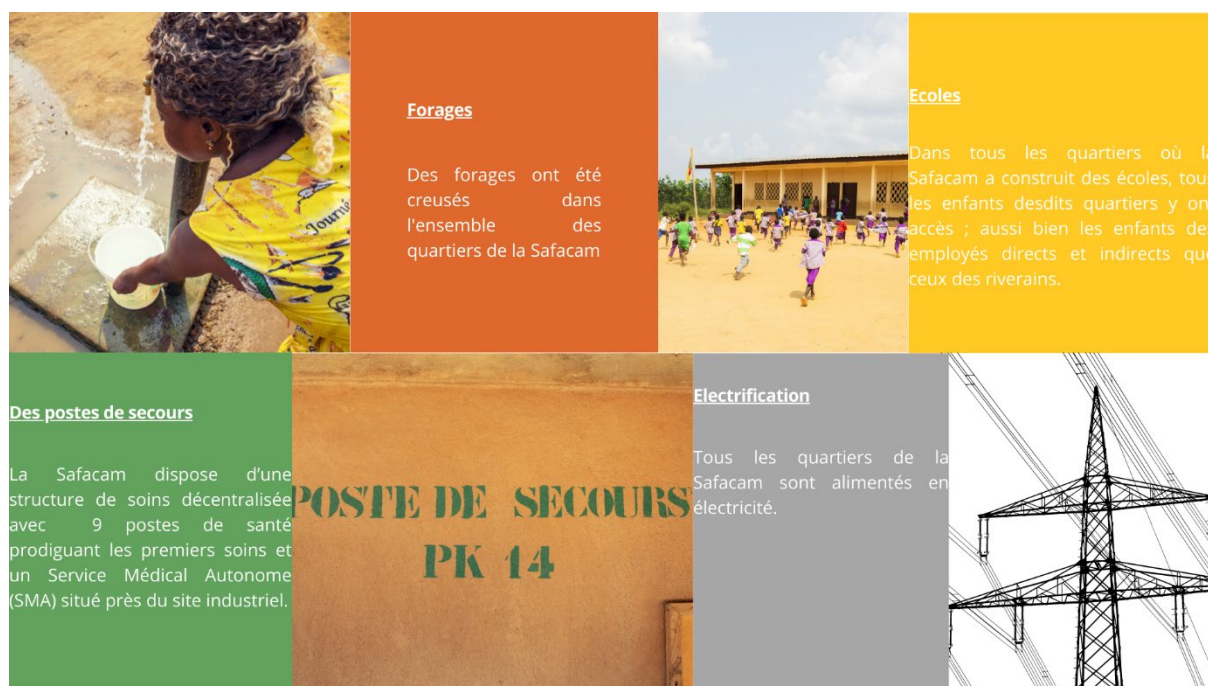 Journé
Forages
Des forages ont été
creusés dans
l'ensemble des
quartiers de la Safacam
Ecoles
Dans tous les quartiers où la
Safacam a construit des écoles, tous
les enfants desdits quartiers y ont
accès ; aussi bien les enfants des
employés directs et indirects que
ceux des riverains.
Des postes de secours
La Safacam dispose d'une
structure de soins décentralisée
avec 9 postes de santé
prodiguant les premiers soins et
un Service Médical Autonome
(SMA) situé près du site industriel.
POSTE DE SECOURS
PK 14
Electrification
Tous les quartiers de la
Safacam sont alimentés en
électricité.